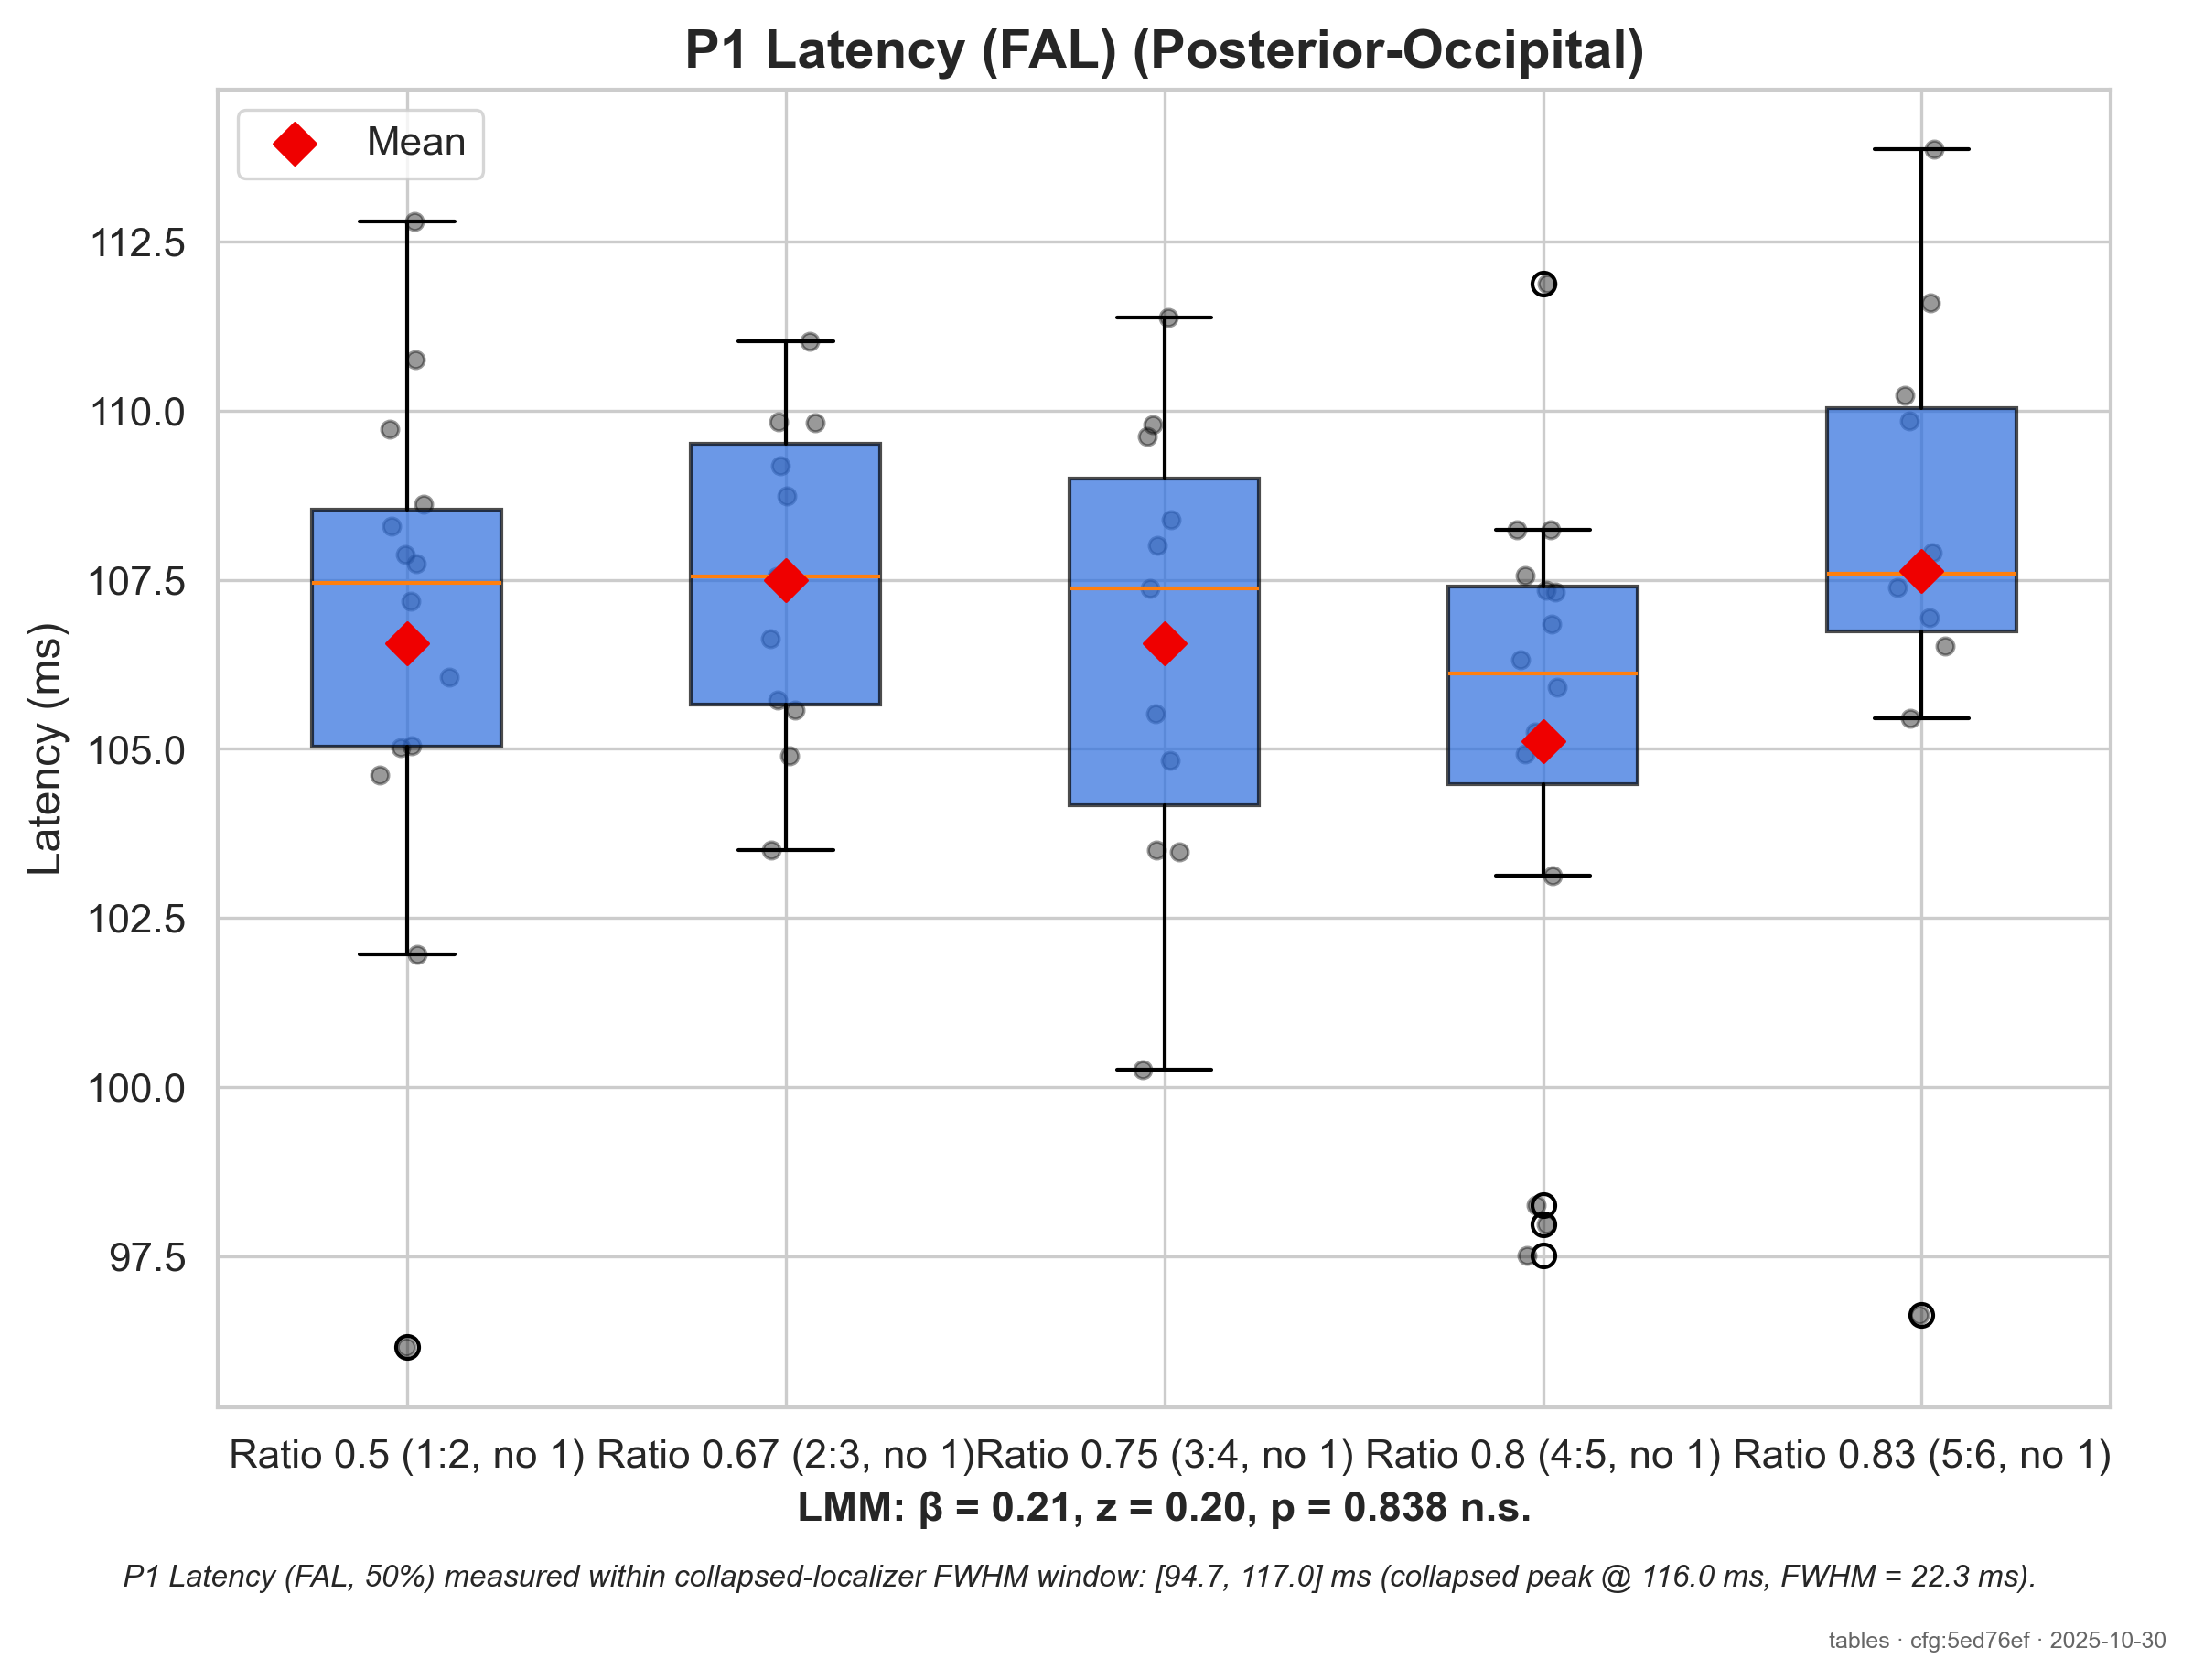 P1 Latency (FAL) (Posterior-Occipital)
Mean
Latency (ms)
112.5
110.0
107.5
105.0
102.5
100.0
97.5
Ratio 0.5 (1:2, no 1) Ratio 0.67 (2:3, no 1)Ratio 0.75 (3:4, no 1) Ratio 0.8 (4:5, no 1) Ratio 0.83 (5:6, no 1)
LMM: β = 0.21, z = 0.20, p = 0.838 n.s.
P1 Latency (FAL, 50%) measured within collapsed-localizer FWHM window: [94.7, 117.0] ms (collapsed peak @ 116.0 ms, FWHM = 22.3 ms).
tables · cfg:5ed76ef · 2025-10-30